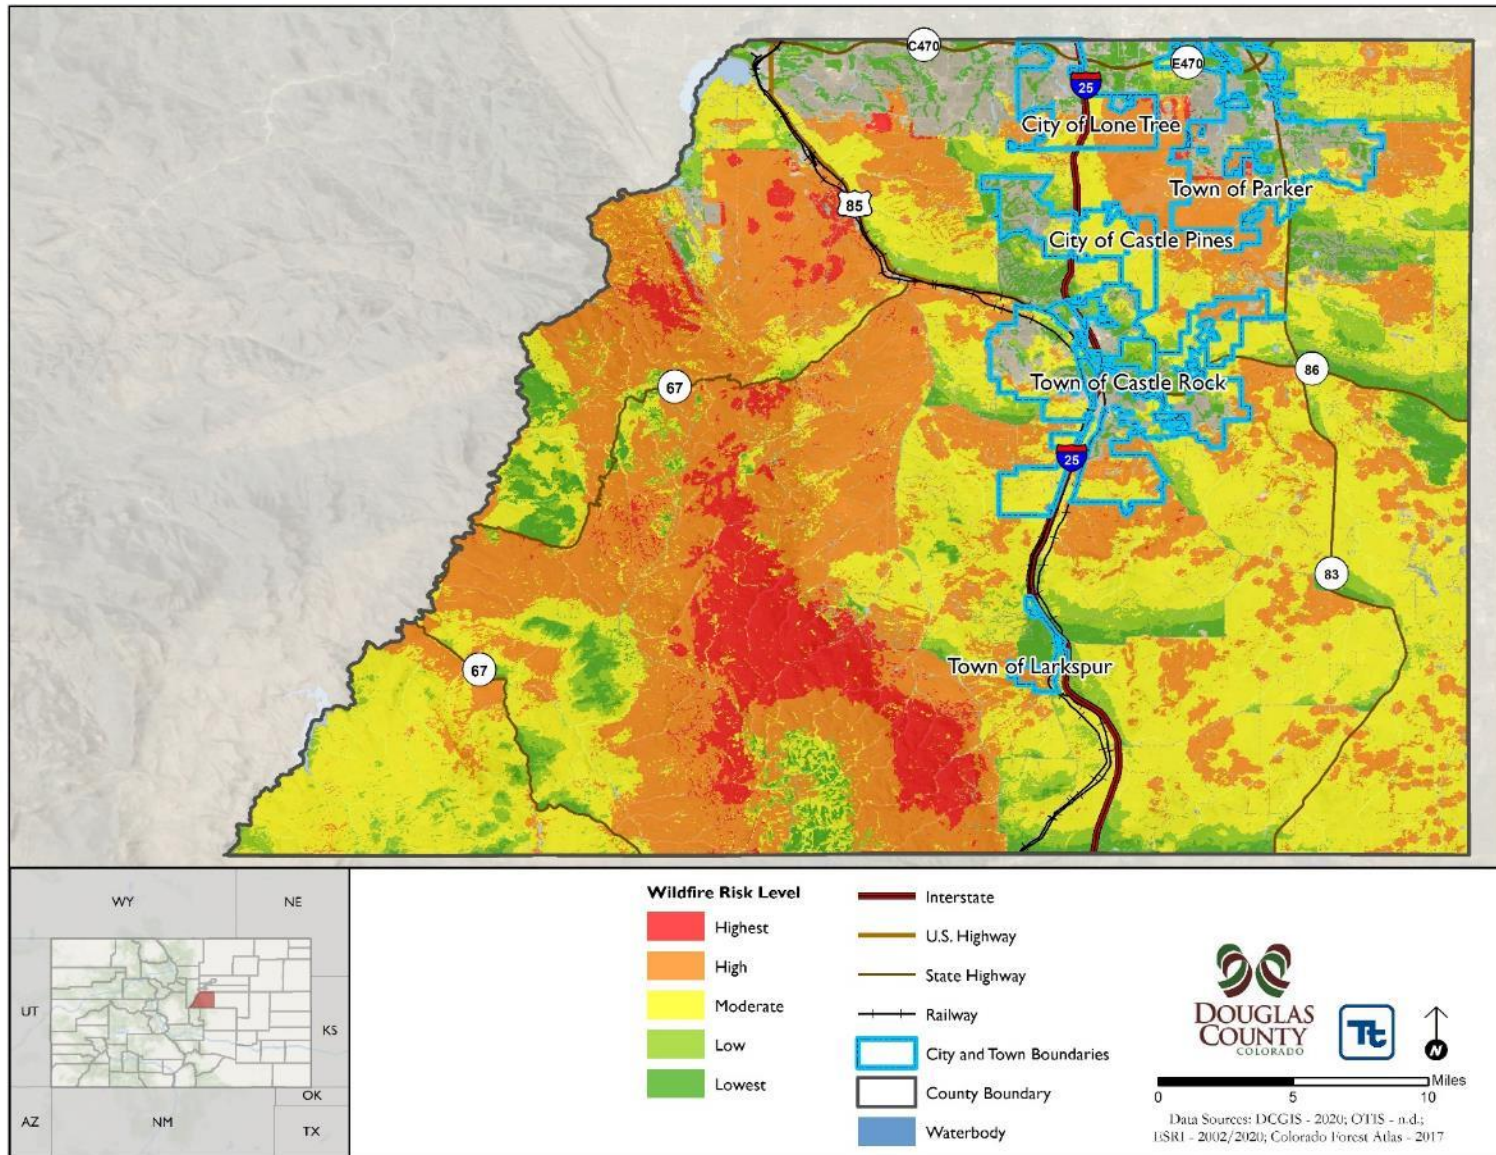 C470
E470
25
City of Lone Tree
Town of Parker
85
City of Castle Pines
67
Town of Castle Rock
86
25
83
67
Town of Larkspur
WY
NE
UT
KS
OK
AZ
NM
TX
Wildfire Risk Level
Highest
High
Moderate
Low
Lowest
Interstate
U.S. Highway
State Highway
Railway
City and Town Boundaries
County Boundary
Waterbody
DOUGLAS
COUNTY
COLORADO
Tt
N
Miles
0 5 10
Data Sources: DCGIS - 2020; OTIS - n.d.;
ESRI - 2002/2020; Colorado Forest Atlas - 2017